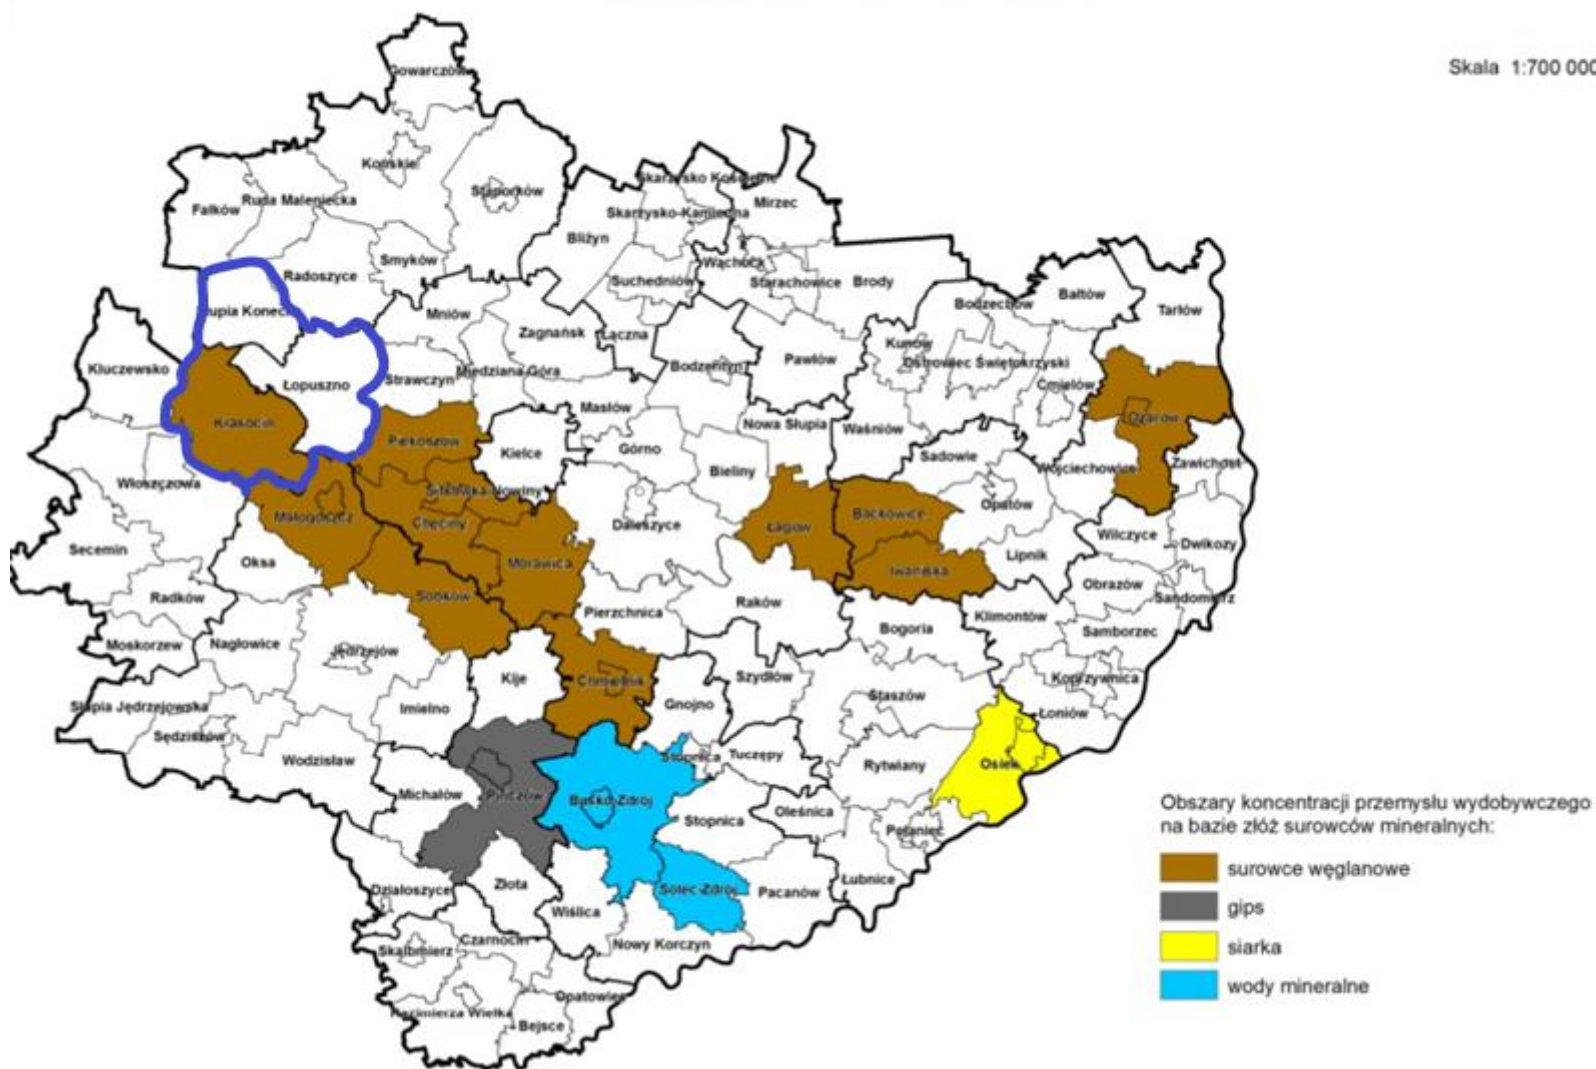 Skala 1:700 000
Gowarczów
Końskie
Stąporków
Ruda Maleniecka
Fałków
Radoszyce
Smyków
Skarżysko Kościelne
Skarżysko-Kamienna
Mirzec
Bliżyn
Suchedniów
Wąchock
Starachowice
Brody
Bodzechów
Bałtów
Tarłów
Mniów
Zagnańsk
Łączna
Bodzentyn
Pawłów
Kunów
Ostrowiec Świętokrzyski
Ćmielów
Ożarów
Kluczewsko
Łopuszno
Strawczyn
Miedziana Góra
Masłów
Nowa Słupia
Waśniów
Krasocin
Piekoszów
Kielce
Górno
Bieliny
Sadowie
Wojciechowice
Zawichost
Włoszczowa
Sitkówka-Nowiny
Małogoszcz
Chęciny
Daleszyce
Łagów
Baćkowice
Opatów
Wilczyce
Dwikozy
Secemin
Oksa
Morawica
Iwaniska
Lipnik
Obrazów
Sandomierz
Radków
Sobków
Pierzchnica
Raków
Klimontów
Samborzec
Moskorzew
Nagłowice
Jędrzejów
Bogoria
Kije
Chmielnik
Szydłów
Koprzywnica
Słupia Jędrzejowska
Imielno
Gnojno
Staszów
Łoniów
Sędziszów
Wodzisław
Stopnica
Tuczępy
Rytwiany
Osiek
Michałów
Pińczów
Busko-Zdrój
Stopnica
Oleśnica
Połaniec
Działoszyce
Złota
Wiślica
Solec-Zdrój
Pacanów
Łubnice
Skalbmierz
Czarnocin
Nowy Korczyn
Opatowiec
Kazimierza Wielka
Bejsce
Obszary koncentracji przemysłu wydobywczego
na bazie złóż surowców mineralnych:
surowce węglanowe
gips
siarka
wody mineralne